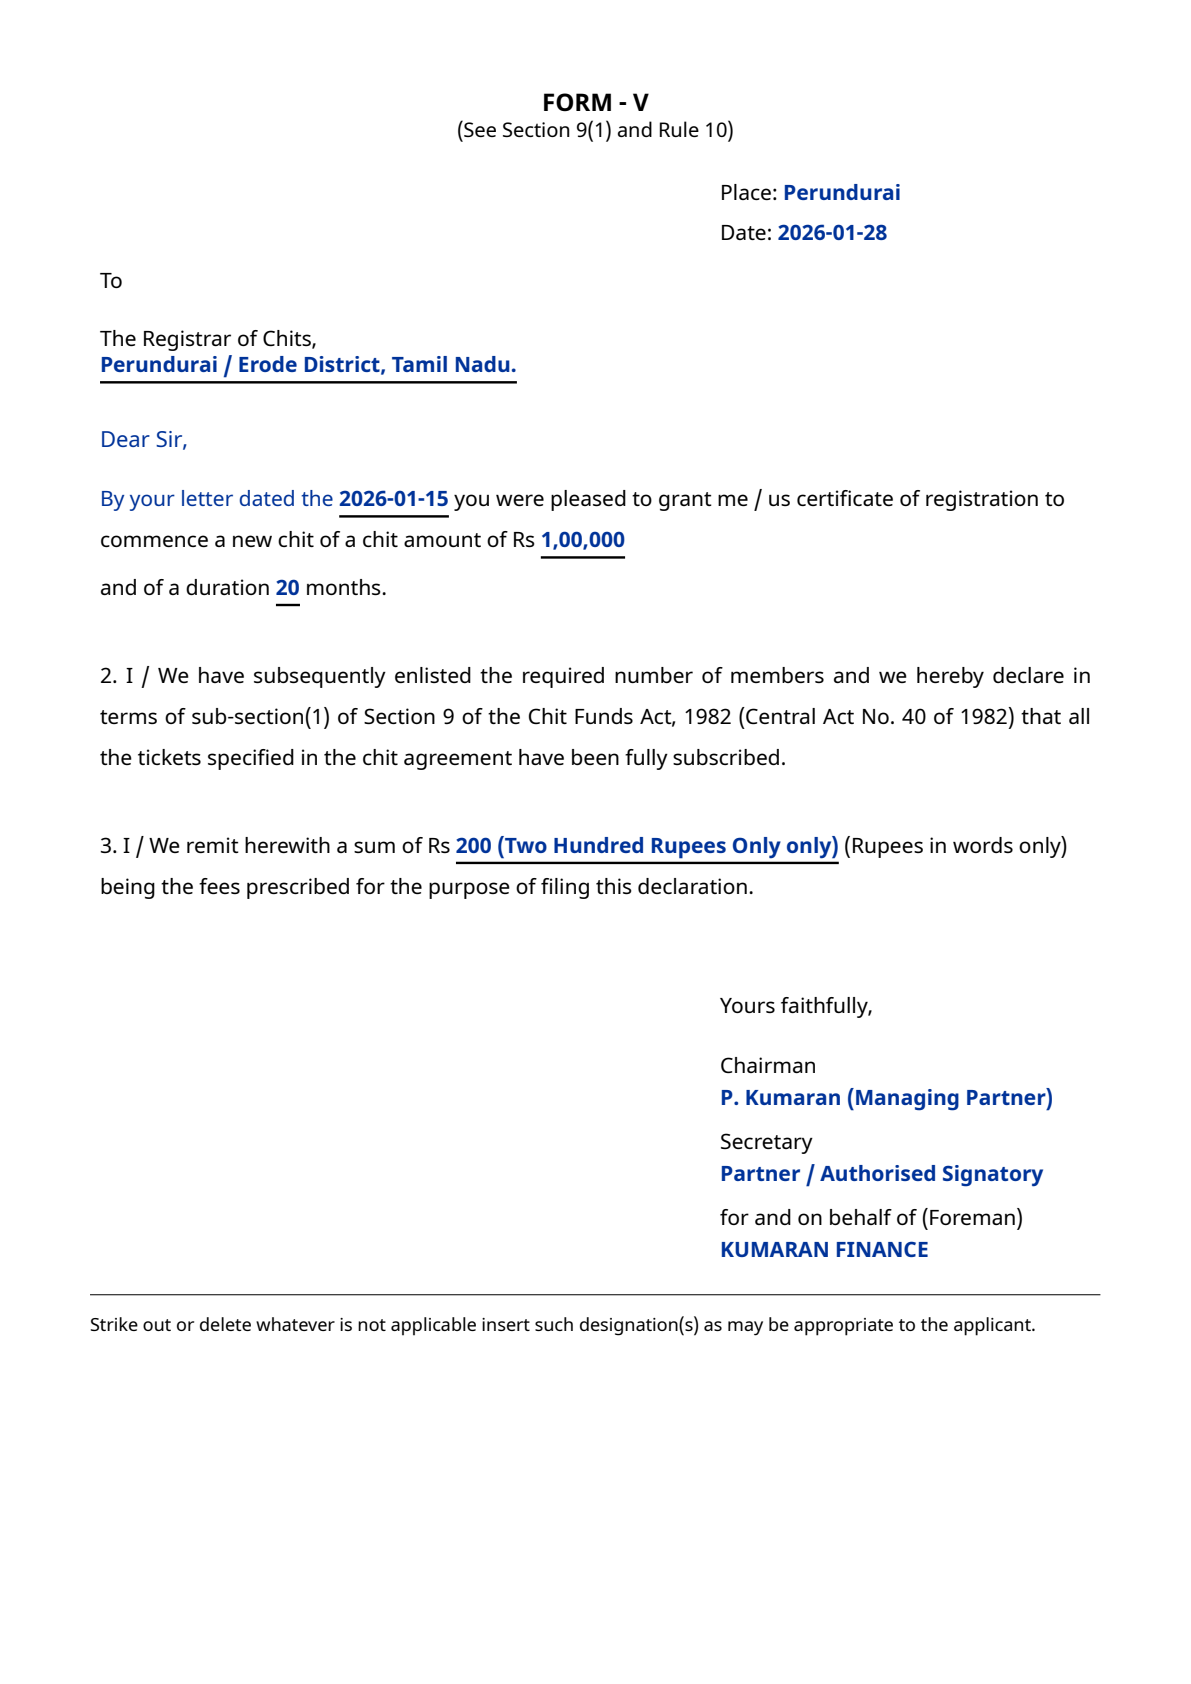 FORM - V
(See Section 9(1) and Rule 10)
Place: Perundurai
Date: 2026-01-28
To
The Registrar of Chits,
Perundurai / Erode District, Tamil Nadu.
Dear Sir,
By your letter dated the 2026-01-15 you were pleased to grant me / us certificate of registration to
commence a new chit of a chit amount of Rs 1,00,000
and of a duration 20 months.
2. I / We have subsequently enlisted the required number of members and we hereby declare in
terms of sub-section(1) of Section 9 of the Chit Funds Act, 1982 (Central Act No. 40 of 1982) that all
the tickets specified in the chit agreement have been fully subscribed.
3. I / We remit herewith a sum of Rs 200 (Two Hundred Rupees Only only) (Rupees in words only)
being the fees prescribed for the purpose of filing this declaration.
Yours faithfully,
Chairman
P. Kumaran (Managing Partner)
Secretary
Partner / Authorised Signatory
for and on behalf of (Foreman)
KUMARAN FINANCE
Strike out or delete whatever is not applicable insert such designation(s) as may be appropriate to the applicant.